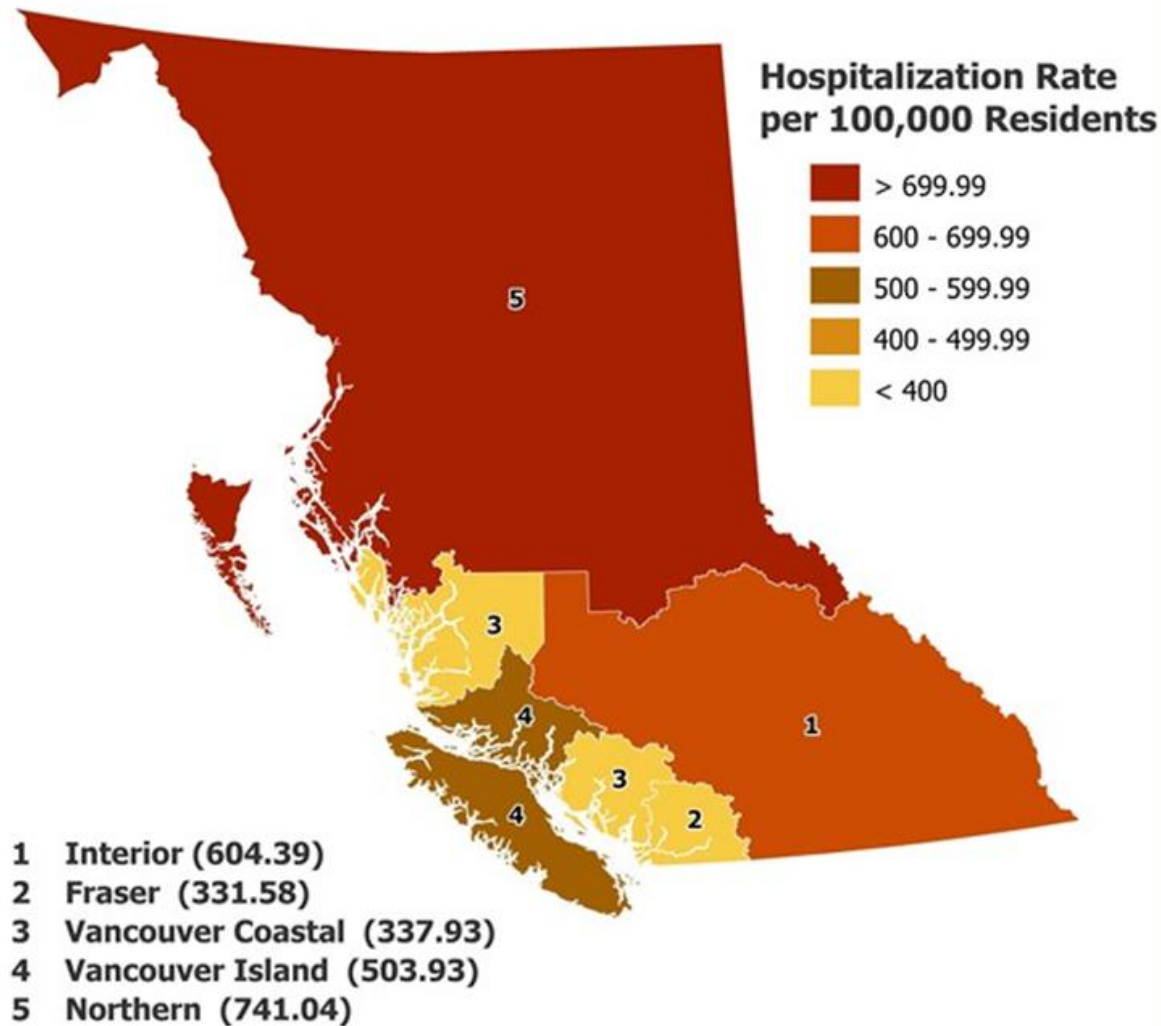 Hospitalization Rate
per 100,000 Residents
> 699.99
600 - 699.99
500 - 599.99
400 - 499.99
< 400
5
3
4
1
3
2
4
1 Interior (604.39)
2 Fraser (331.58)
3 Vancouver Coastal (337.93)
4 Vancouver Island (503.93)
5 Northern (741.04)